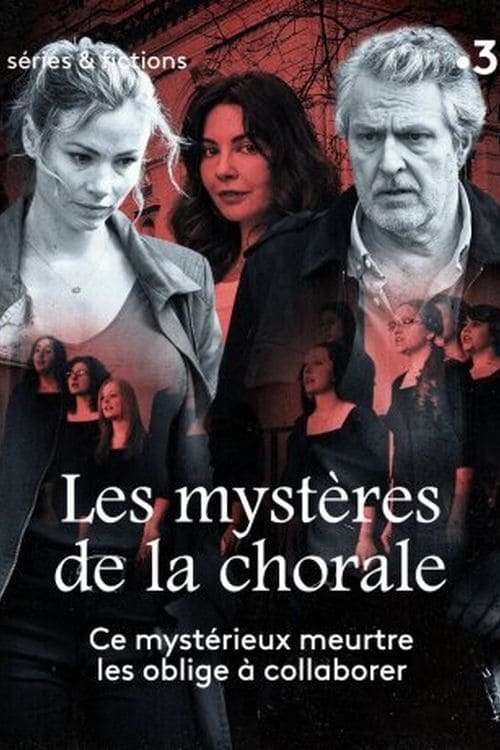 séries & fictions
•3
Les mystères
de la chorale
Ce mystérieux meurtre
les oblige à collaborer